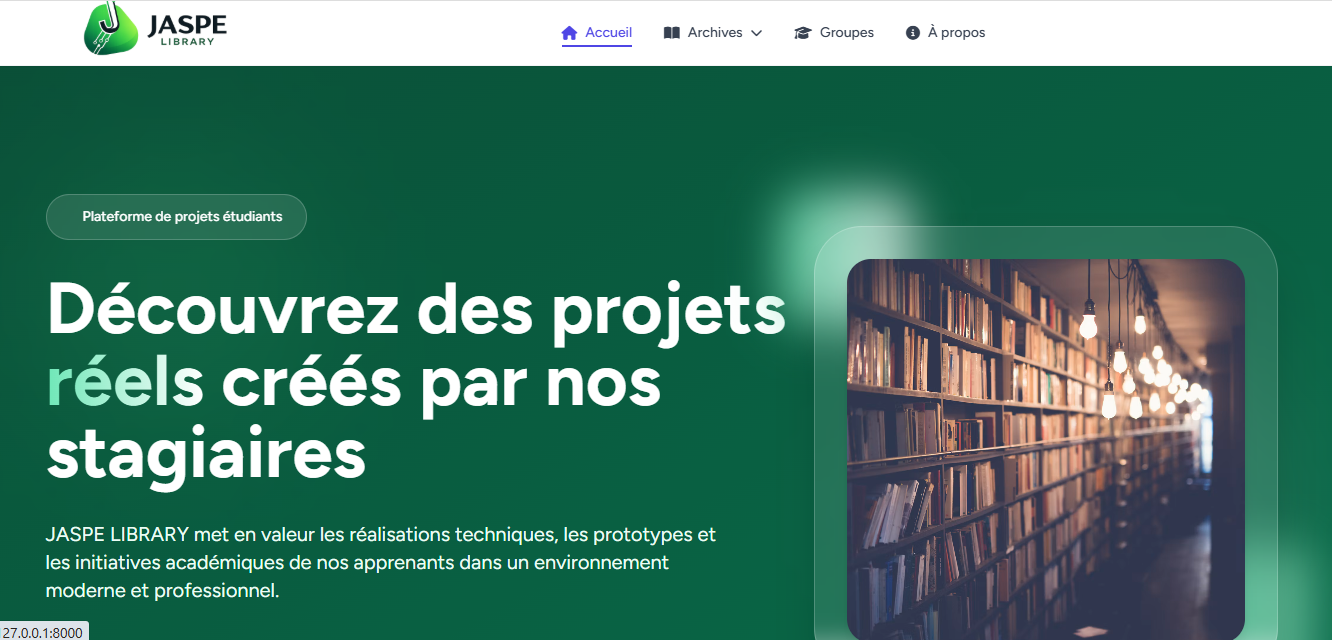 JASPE
LIBRARY
Accueil
Archives
Groupes
À propos
Plateforme de projets étudiants
Découvrez des projets
réels créés par nos
stagiaires
JASPE LIBRARY met en valeur les réalisations techniques, les prototypes et
les initiatives académiques de nos apprenants dans un environnement
moderne et professionnel.
127.0.0.1:8000